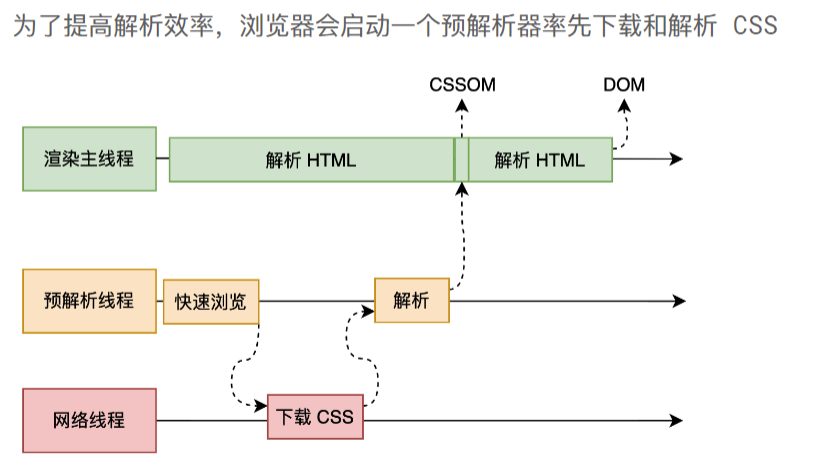 为了提高解析效率，浏览器会启动一个预解析器率先下载和解析 CSS
CSSOM
DOM
渲染主线程
解析 HTML
解析 HTML
预解析线程
快速浏览
解析
网络线程
下载 CSS